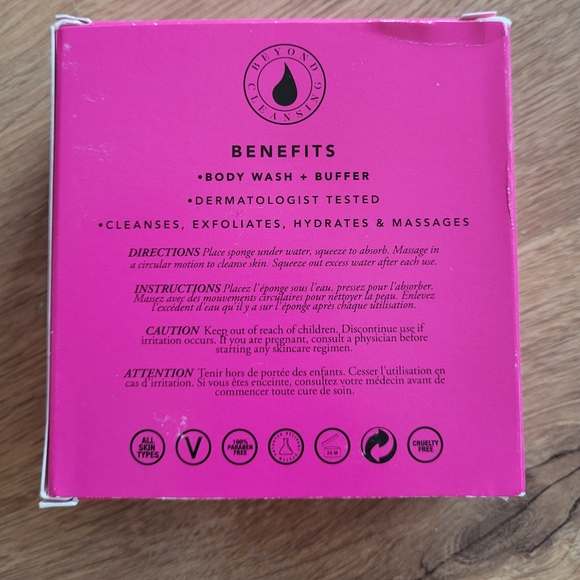 BEYOND CLEANSING
BENEFITS
•BODY WASH + BUFFER
•DERMATOLOGIST TESTED
•CLEANSES, EXFOLIATES, HYDRATES & MASSAGES
DIRECTIONS Place sponge under water, squeeze to absorb. Massage in
a circular motion to cleanse skin. Squeeze out excess water after each use.
INSTRUCTIONS Placez l'éponge sous l'eau, pressez pour l'absorber.
Massez avec des mouvements circulaires pour nettoyer la peau. Enlevez
l'excédent d'eau qu'il y a sur l'éponge après chaque utilisation.
CAUTION Keep out of reach of children. Discontinue use if
irritation occurs. If you are pregnant, consult a physician before
starting any skincare regimen.
ATTENTION Tenir hors de portée des enfants. Cesser l'utilisation en
cas d'irritation. Si vous êtes enceinte, consultez votre médecin avant de
commencer toute cure de soin.
ALL
SKIN
TYPES
V
100%
PARABEN
FREE
24 M
CRUELTY
FREE